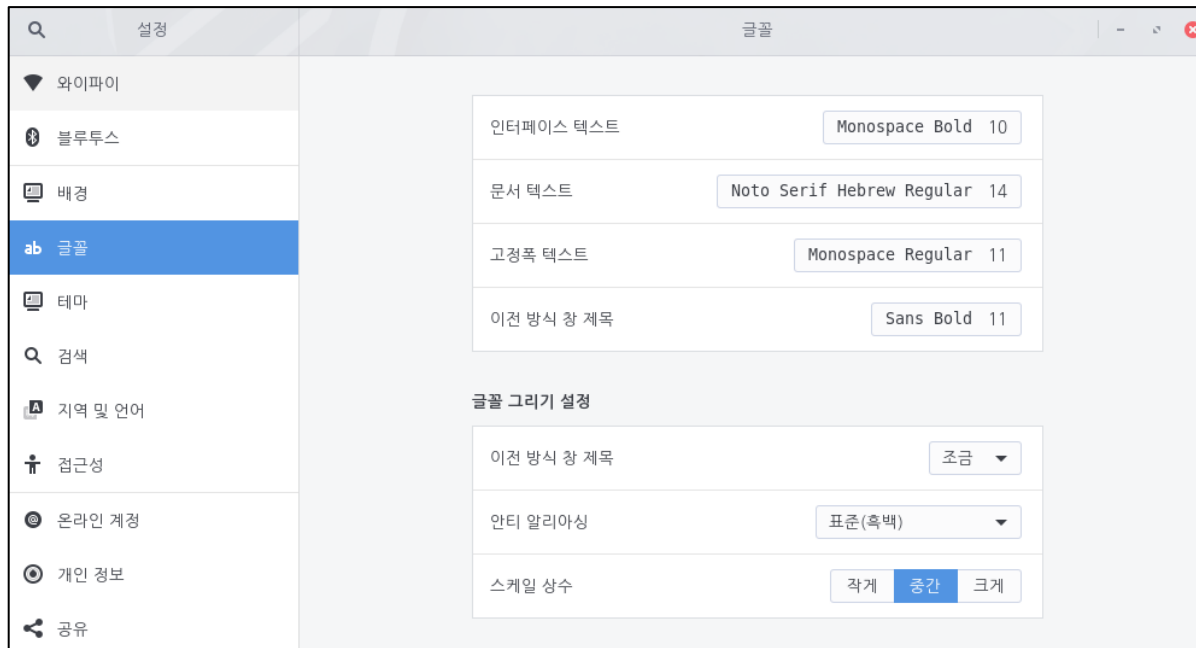 설정
글꼴
와이파이
블루투스
배경
ab 글꼴
테마
검색
A 지역 및 언어
접근성
@ 온라인 계정
개인 정보
공유
인터페이스 텍스트 Monospace Bold 10
문서 텍스트 Noto Serif Hebrew Regular 14
고정폭 텍스트 Monospace Regular 11
이전 방식 창 제목 Sans Bold 11
글꼴 그리기 설정
이전 방식 창 제목 조금
안티 알리아싱 표준(흑백)
스케일 상수 작게 중간 크게